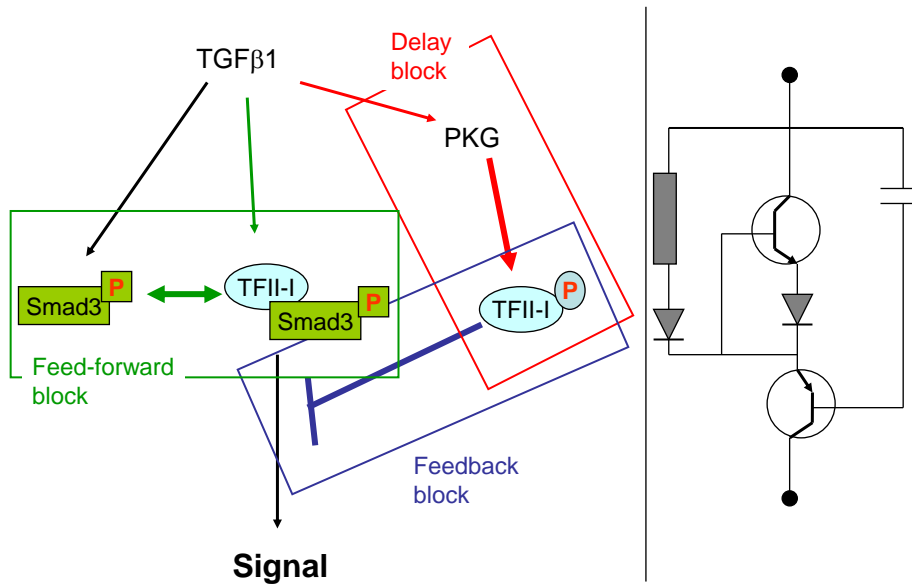 Delay
block
TGFβ1
PKG
P
TFII-I
Smad3
P
Smad3
TFII-I
P
Feed-forward
block
Feedback
block
Signal